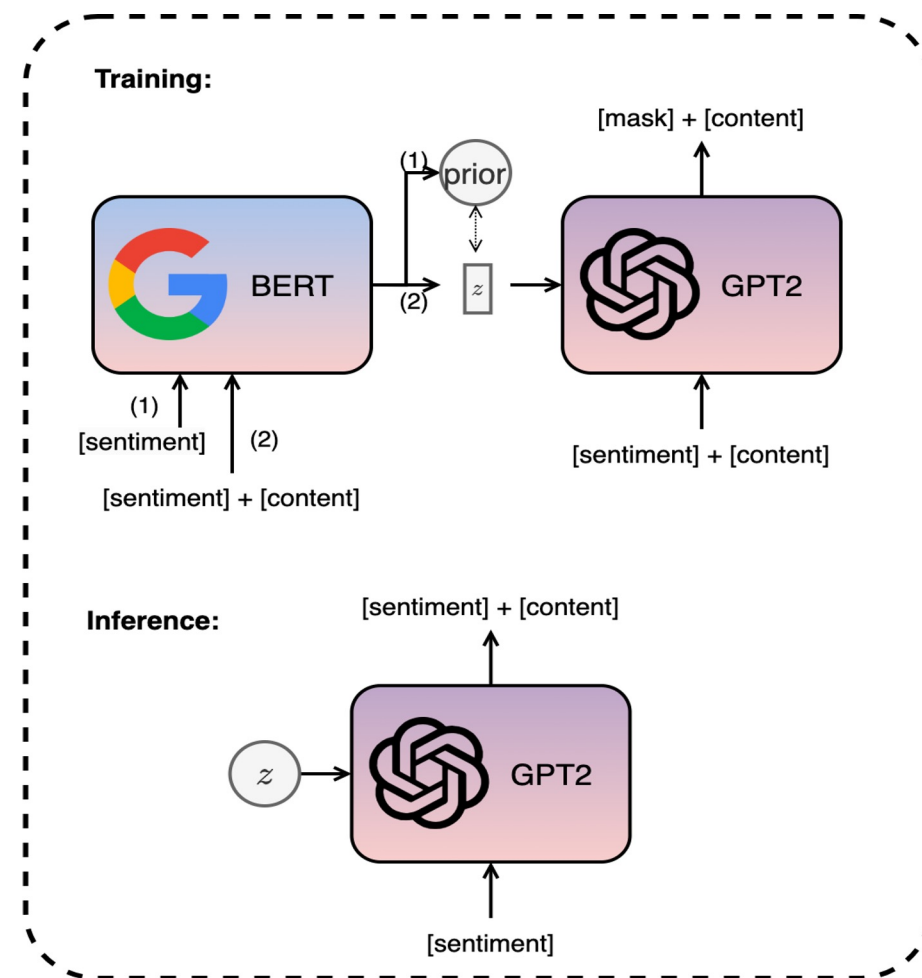 Training:
[mask] + [content]
(1)
prior
BERT
(2)
z
GPT2
(1)
[sentiment]
(2)
[sentiment] + [content]
[sentiment] + [content]
Inference:
[sentiment] + [content]
z
GPT2
[sentiment]